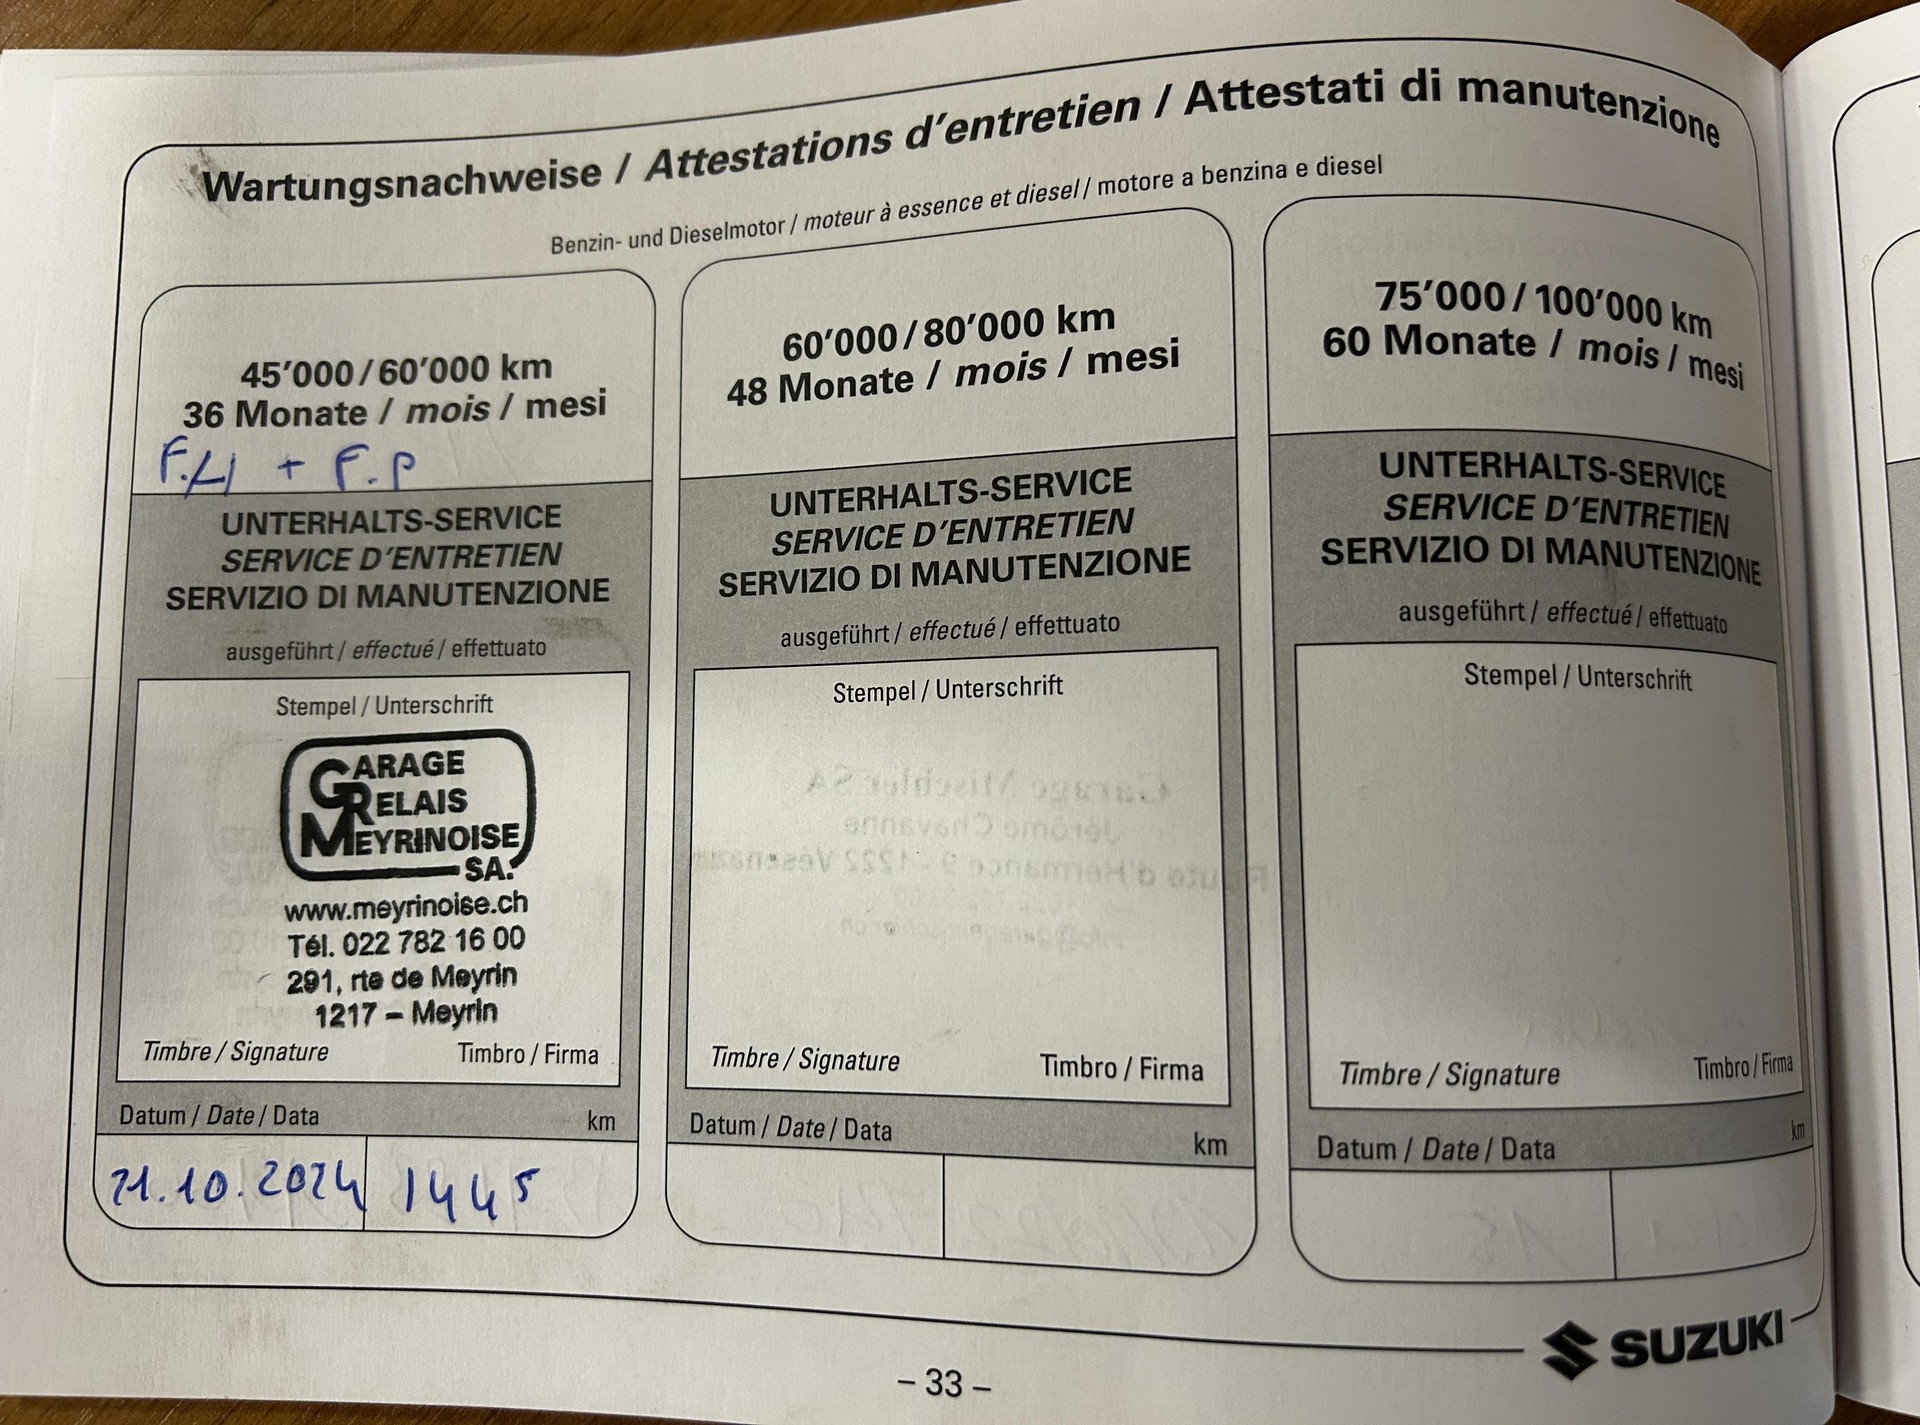 Wartungsnachweise / Attestations d'entretien / Attestati di manutenzione
Benzin- und Dieselmotor / moteur à essence et diesel / motore a benzina e diesel
45'000 / 60'000 km
36 Monate / mois / mesi
F.H + F.P
UNTERHALTS-SERVICE
SERVICE D'ENTRETIEN
SERVIZIO DI MANUTENZIONE
ausgeführt / effectué / effettuato
Stempel / Unterschrift
GARAGE
RELAIS
MEYRINOISE
SA.
www.meyrinoise.ch
Tél. 022 782 16 00
291, rte de Meyrin
1217 – Meyrin
Timbre / Signature Timbro / Firma
Datum / Date / Data km
21.10.2024 1445
60'000 / 80'000 km
48 Monate / mois / mesi
UNTERHALTS-SERVICE
SERVICE D'ENTRETIEN
SERVIZIO DI MANUTENZIONE
ausgeführt / effectué / effettuato
Stempel / Unterschrift
Timbre / Signature Timbro / Firma
Datum / Date / Data km
75'000 / 100'000 km
60 Monate / mois / mesi
UNTERHALTS-SERVICE
SERVICE D'ENTRETIEN
SERVIZIO DI MANUTENZIONE
ausgeführt / effectué / effettuato
Stempel / Unterschrift
Timbre / Signature Timbro / Firma
Datum / Date / Data km
SUZUKI
– 33 –